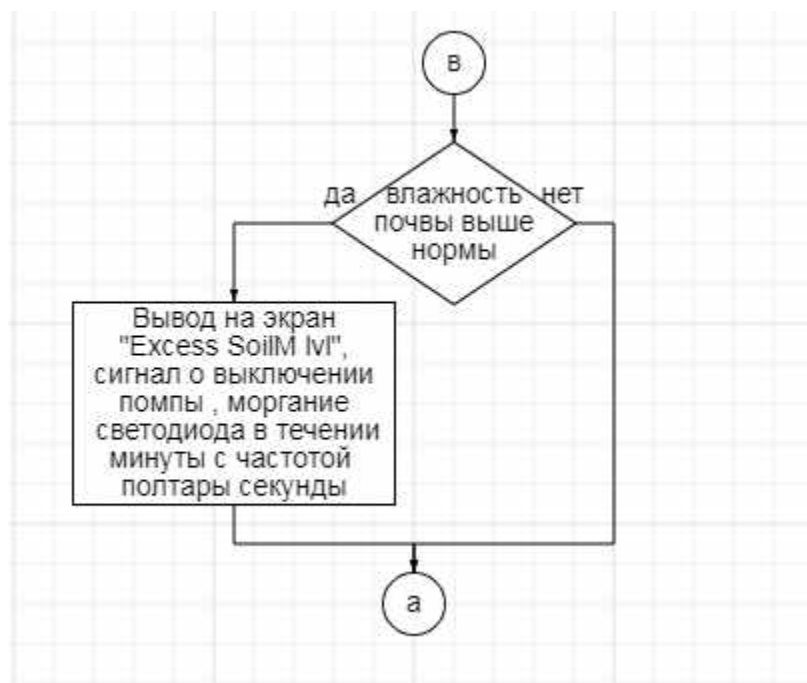 в
да влажность нет
почвы выше
нормы
Вывод на экран
"Excess SoilM lvl",
сигнал о выключении
помпы , моргание
светодиода в течении
минуты с частотой
полтары секунды
а